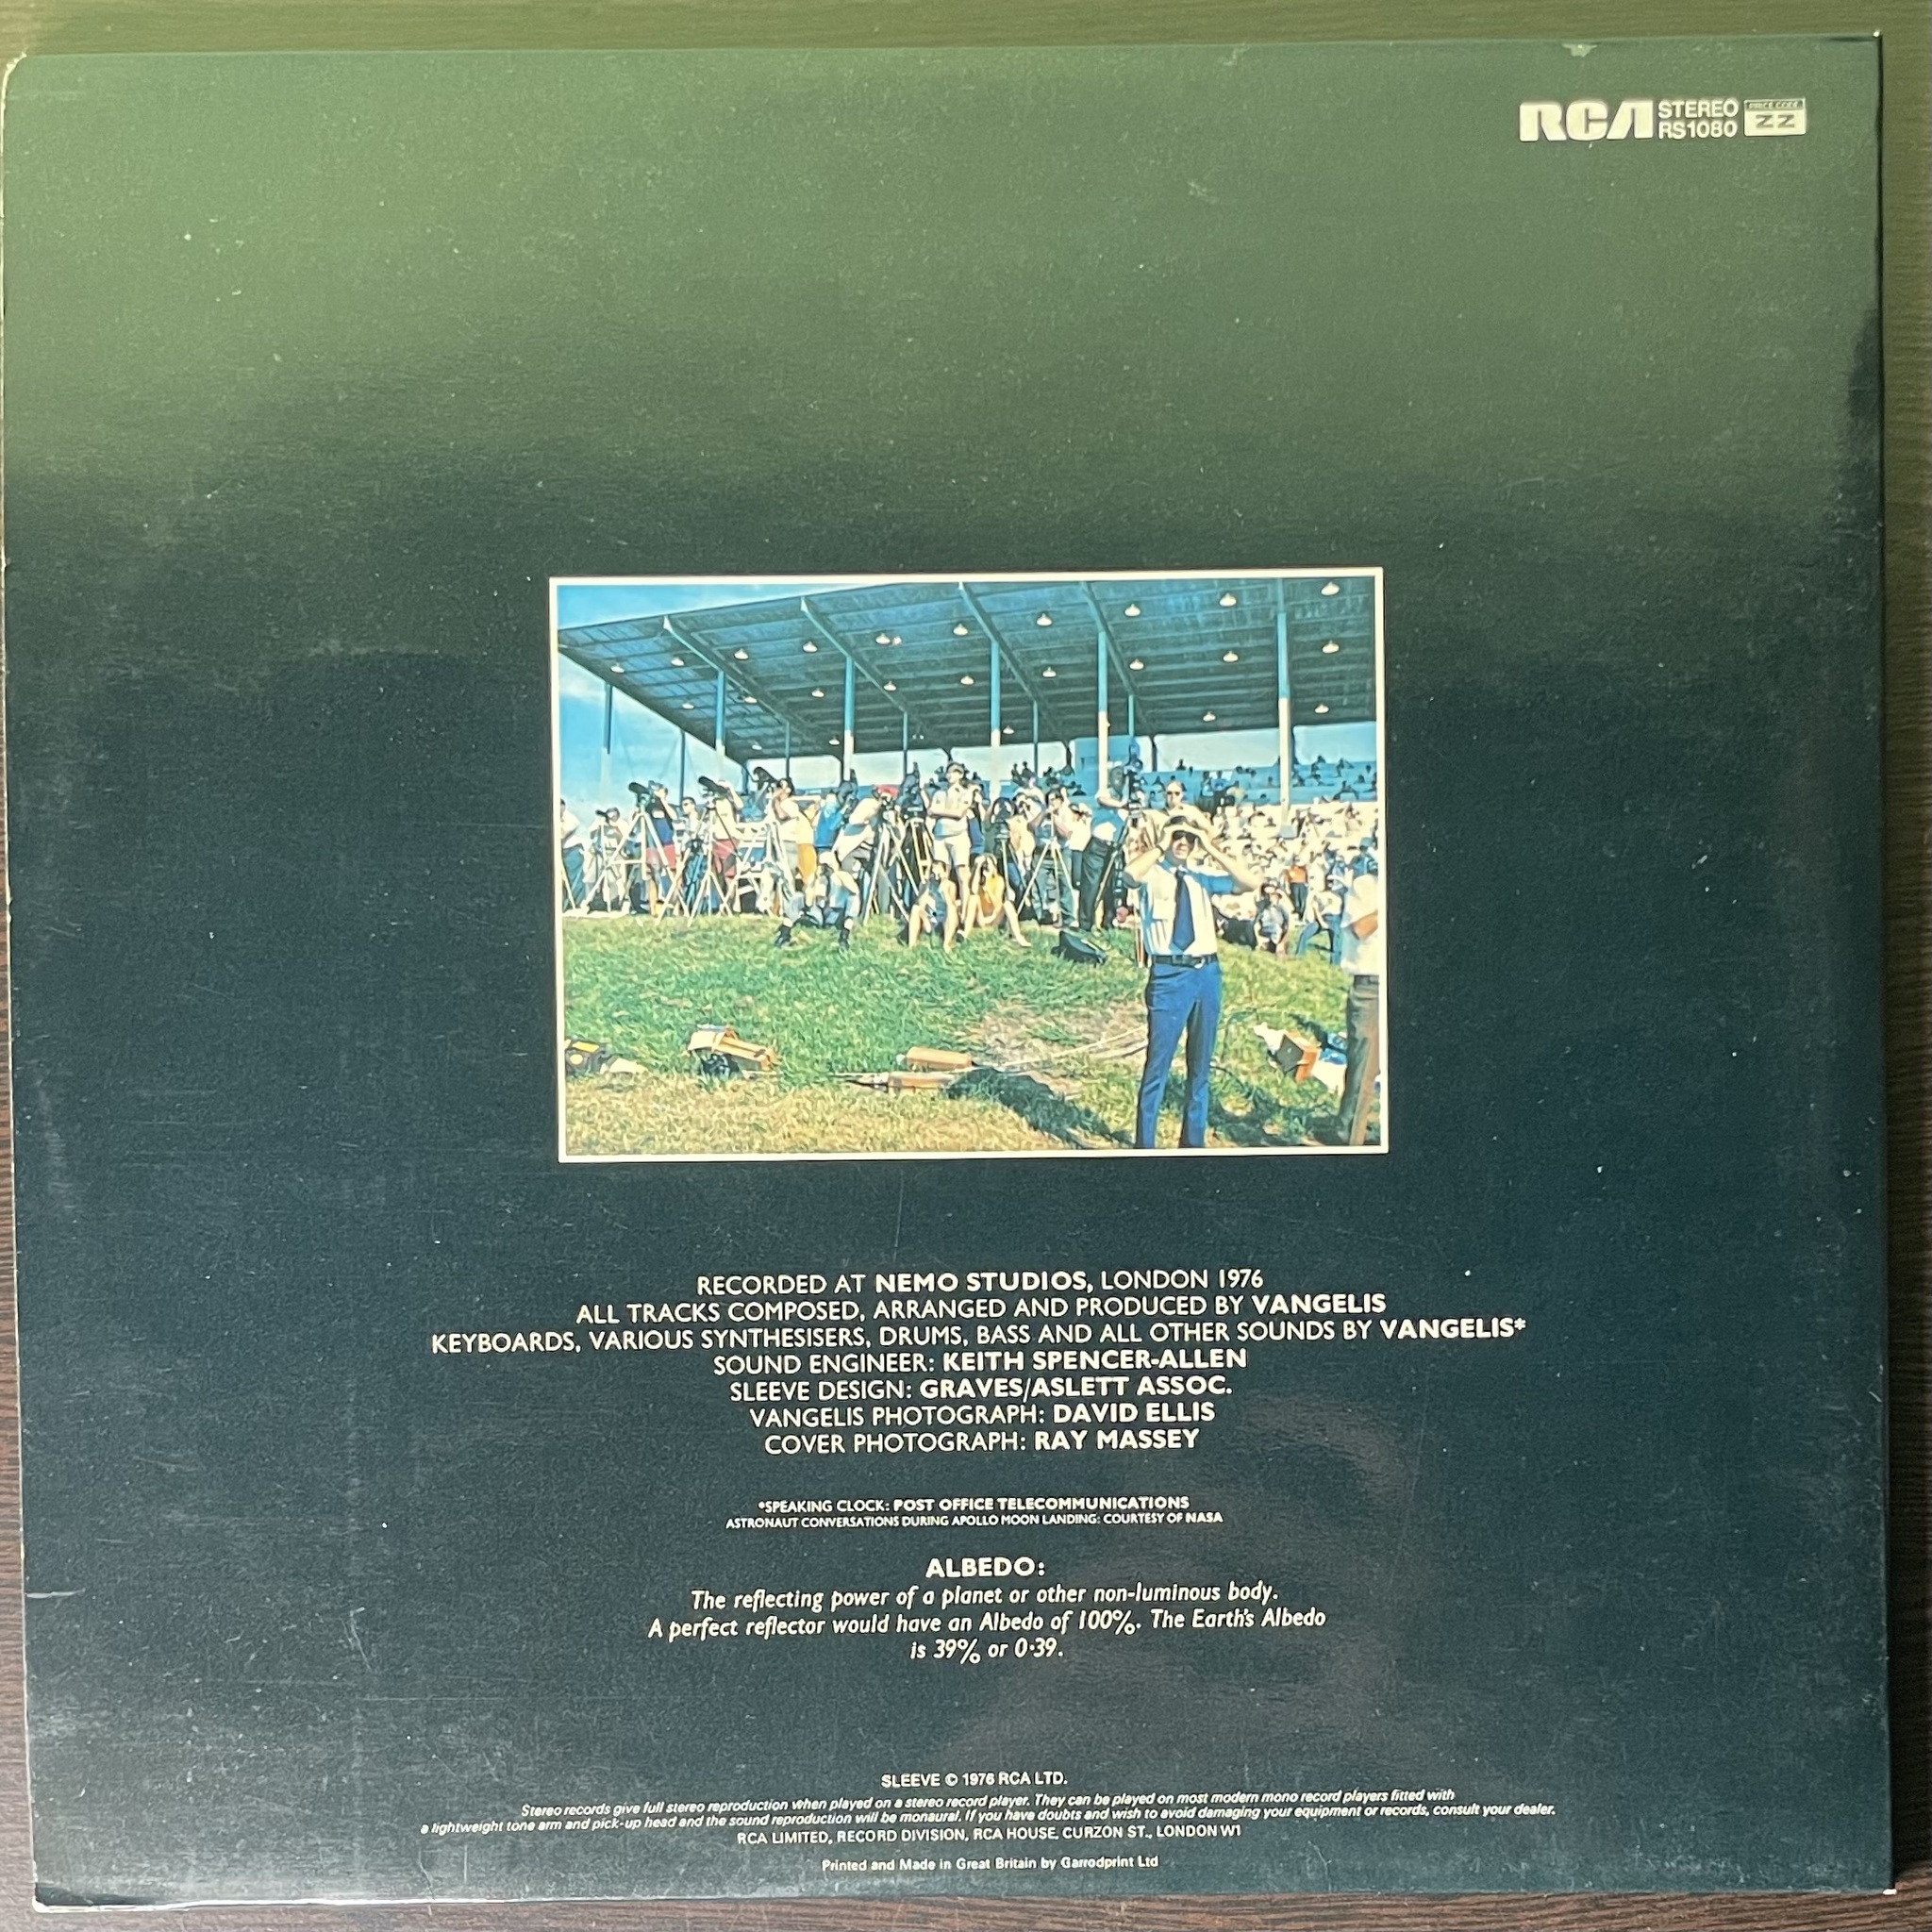 RCA STEREO RS1080 PRICE CODE ZZ
RECORDED AT NEMO STUDIOS, LONDON 1976
ALL TRACKS COMPOSED, ARRANGED AND PRODUCED BY VANGELIS
KEYBOARDS, VARIOUS SYNTHESISERS, DRUMS, BASS AND ALL OTHER SOUNDS BY VANGELIS*
SOUND ENGINEER: KEITH SPENCER-ALLEN
SLEEVE DESIGN: GRAVES/ASLETT ASSOC.
VANGELIS PHOTOGRAPH: DAVID ELLIS
COVER PHOTOGRAPH: RAY MASSEY
*SPEAKING CLOCK: POST OFFICE TELECOMMUNICATIONS
ASTRONAUT CONVERSATIONS DURING APOLLO MOON LANDING: COURTESY OF NASA
ALBEDO:
The reflecting power of a planet or other non-luminous body.
A perfect reflector would have an Albedo of 100%. The Earth's Albedo
is 39% or 0·39.
SLEEVE © 1976 RCA LTD.
Stereo records give full stereo reproduction when played on a stereo record player. They can be played on most modern mono record players fitted with
a lightweight tone arm and pick-up head and the sound reproduction will be monaural. If you have doubts and wish to avoid damaging your equipment or records, consult your dealer.
RCA LIMITED, RECORD DIVISION, RCA HOUSE, CURZON ST., LONDON W1
Printed and Made in Great Britain by Garrodprint Ltd